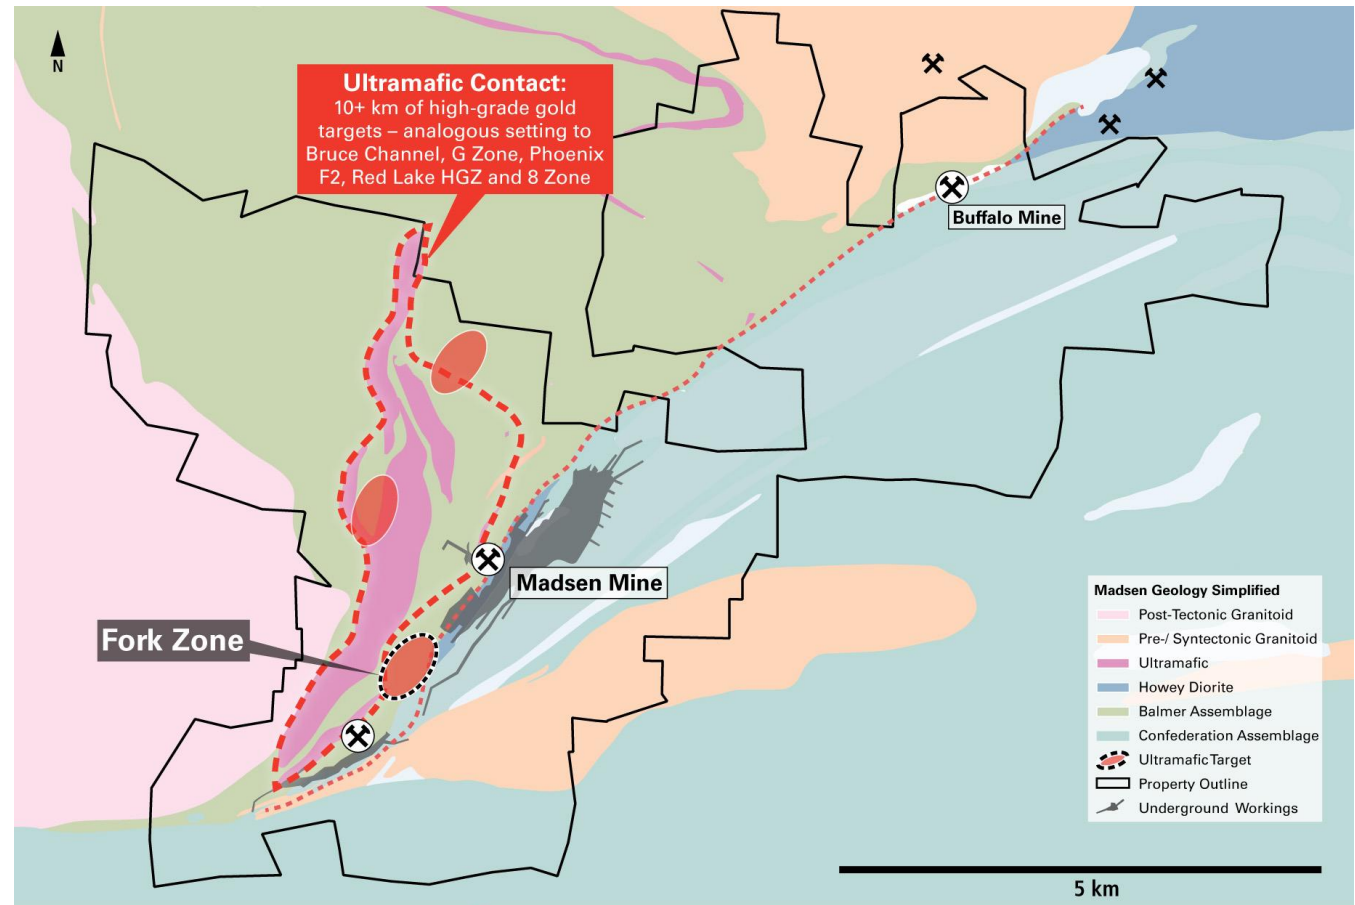 N
Ultramafic Contact:
10+ km of high-grade gold
targets – analogous setting to
Bruce Channel, G Zone, Phoenix
F2, Red Lake HGZ and 8 Zone
Buffalo Mine
Madsen Mine
Fork Zone
Madsen Geology Simplified
Post-Tectonic Granitoid
Pre-/ Syntectonic Granitoid
Ultramafic
Howey Diorite
Balmer Assemblage
Confederation Assemblage
Ultramafic Target
Property Outline
Underground Workings
5 km